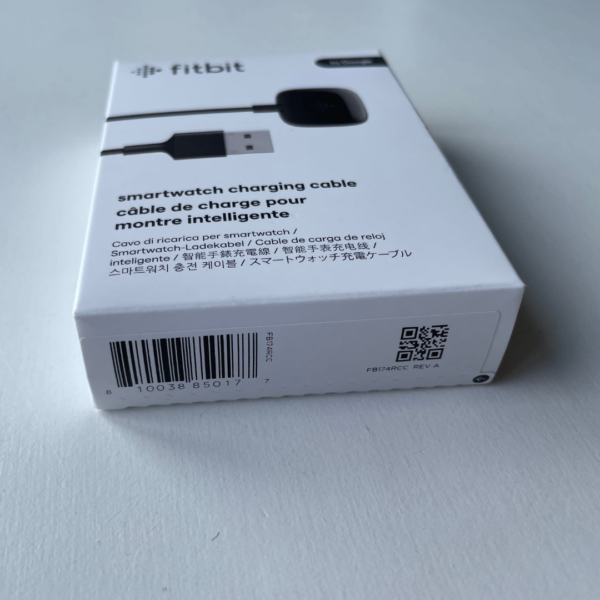 fitbit
by Google
smartwatch charging cable
câble de charge pour
montre intelligente
Cavo di ricarica per smartwatch /
Smartwatch-Ladekabel / Cable de carga de reloj
inteligente / 智能手錶充電線 / 智能手表充电线 /
스마트워치 충전 케이블 / スマートウォッチ充電ケーブル
FB174RCC
8 10038 85017 7
FB174RCC REV A